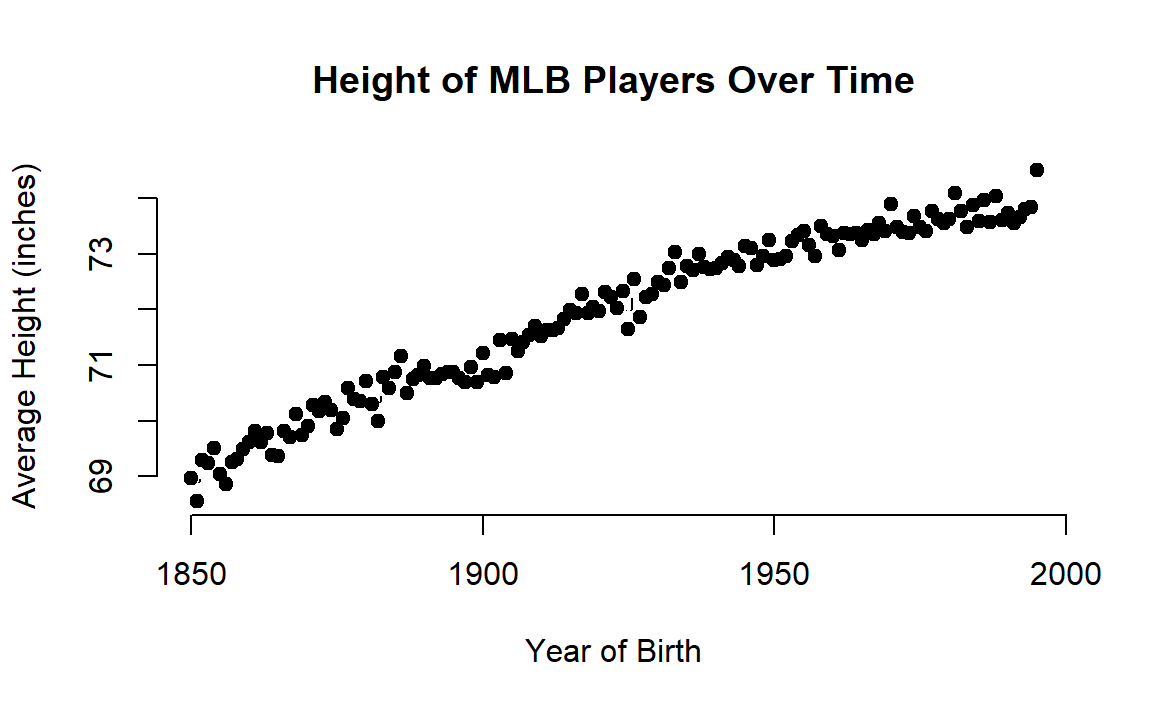 Height of MLB Players Over Time
Average Height (inches)
73
71
69
1850 1900 1950 2000
Year of Birth